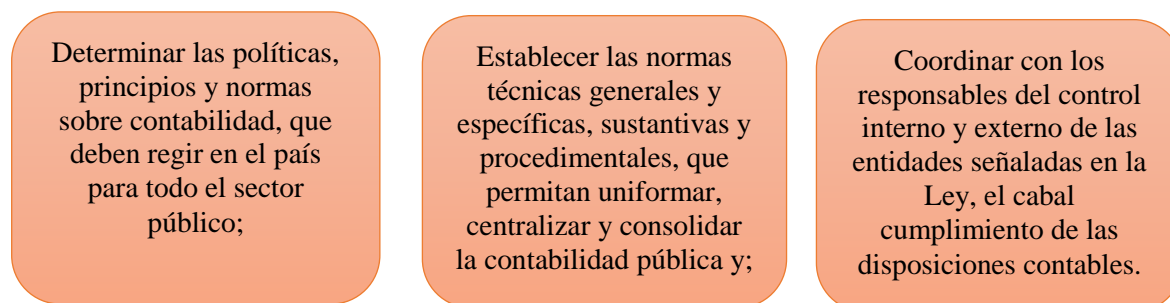 Determinar las políticas,
principios y normas
sobre contabilidad, que
deben regir en el país
para todo el sector
público;
Establecer las normas
técnicas generales y
específicas, sustantivas y
procedimentales, que
permitan uniformar,
centralizar y consolidar
la contabilidad pública y;
Coordinar con los
responsables del control
interno y externo de las
entidades señaladas en la
Ley, el cabal
cumplimiento de las
disposiciones contables.